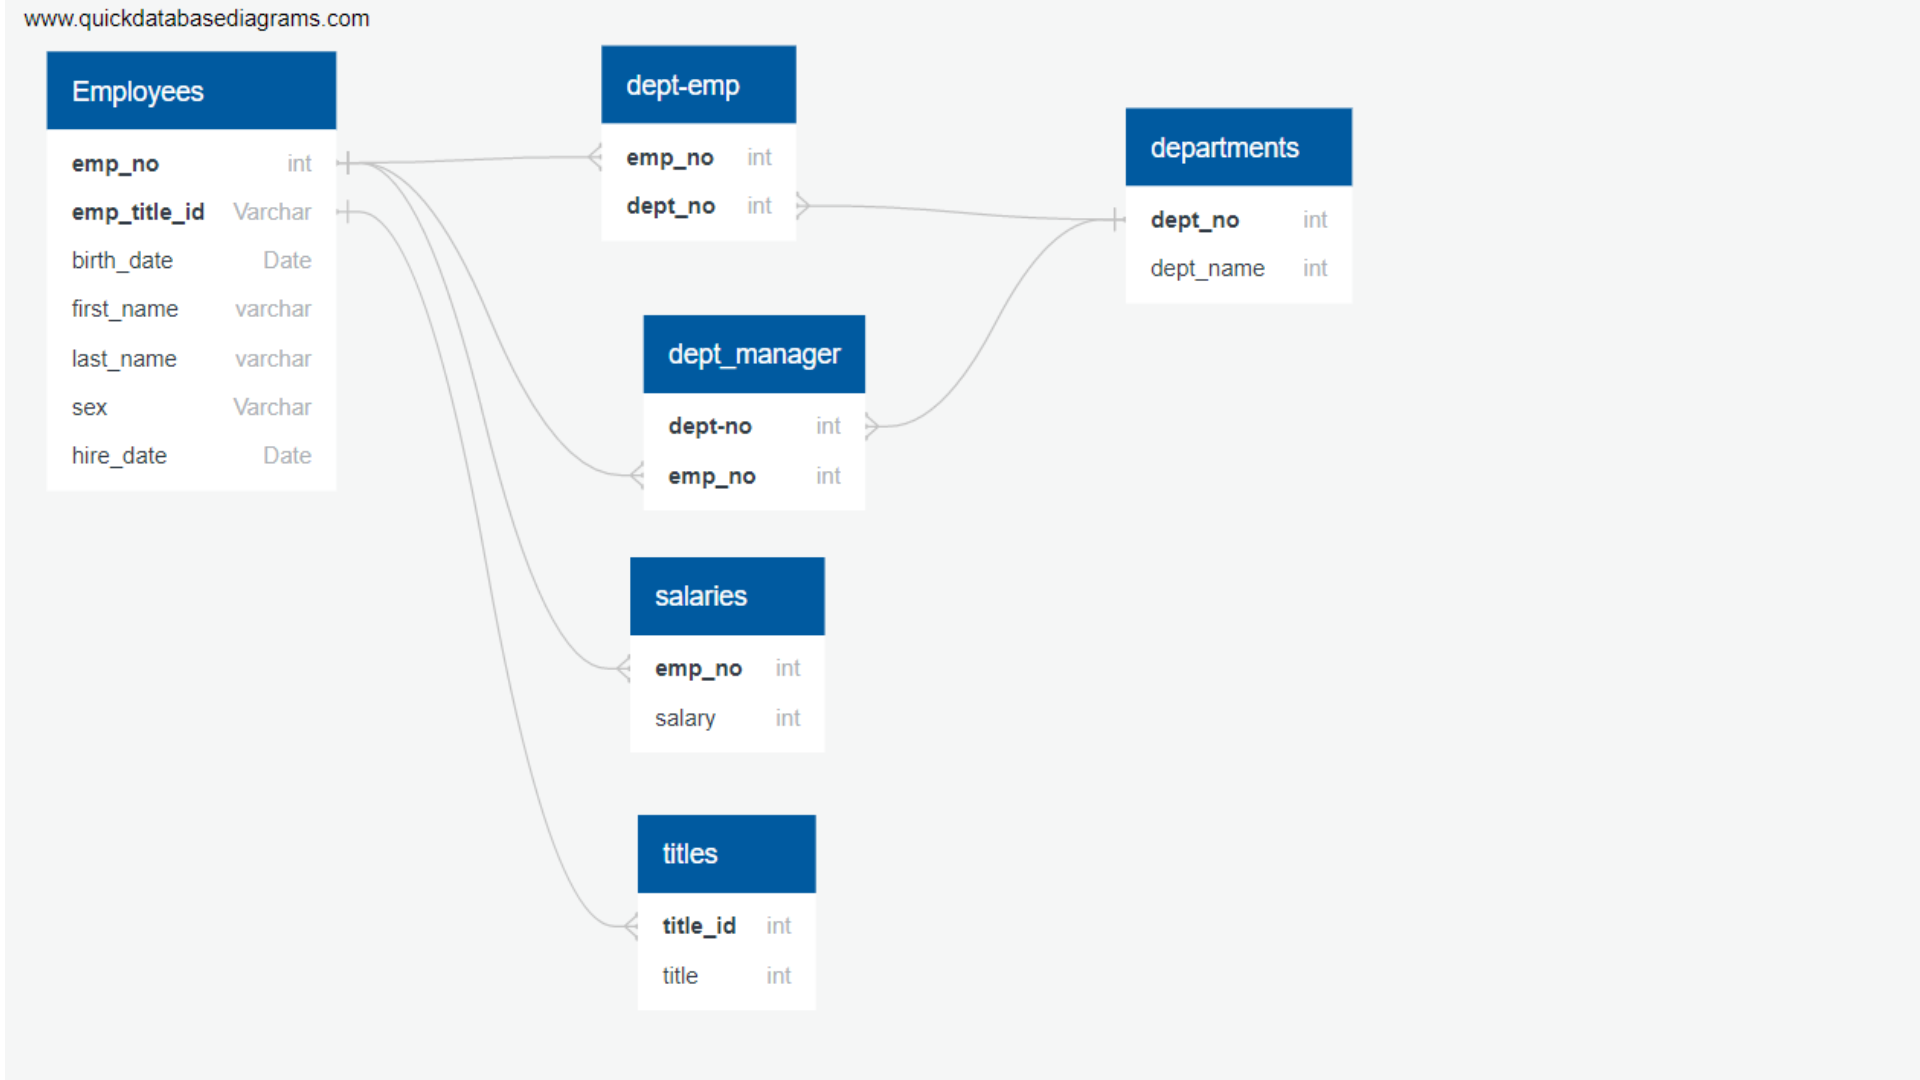 www.quickdatabasediagrams.com
Employees
emp_no int
emp_title_id Varchar
birth_date Date
first_name varchar
last_name varchar
sex Varchar
hire_date Date
dept-emp
emp_no int
dept_no int
departments
dept_no int
dept_name int
dept_manager
dept-no int
emp_no int
salaries
emp_no int
salary int
titles
title_id int
title int